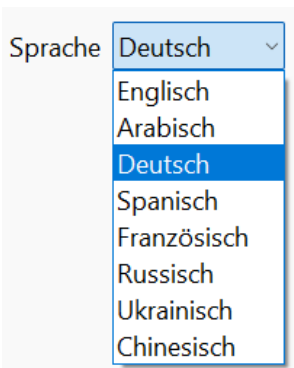 Sprache Deutsch
Englisch
Arabisch
Deutsch
Spanisch
Französisch
Russisch
Ukrainisch
Chinesisch